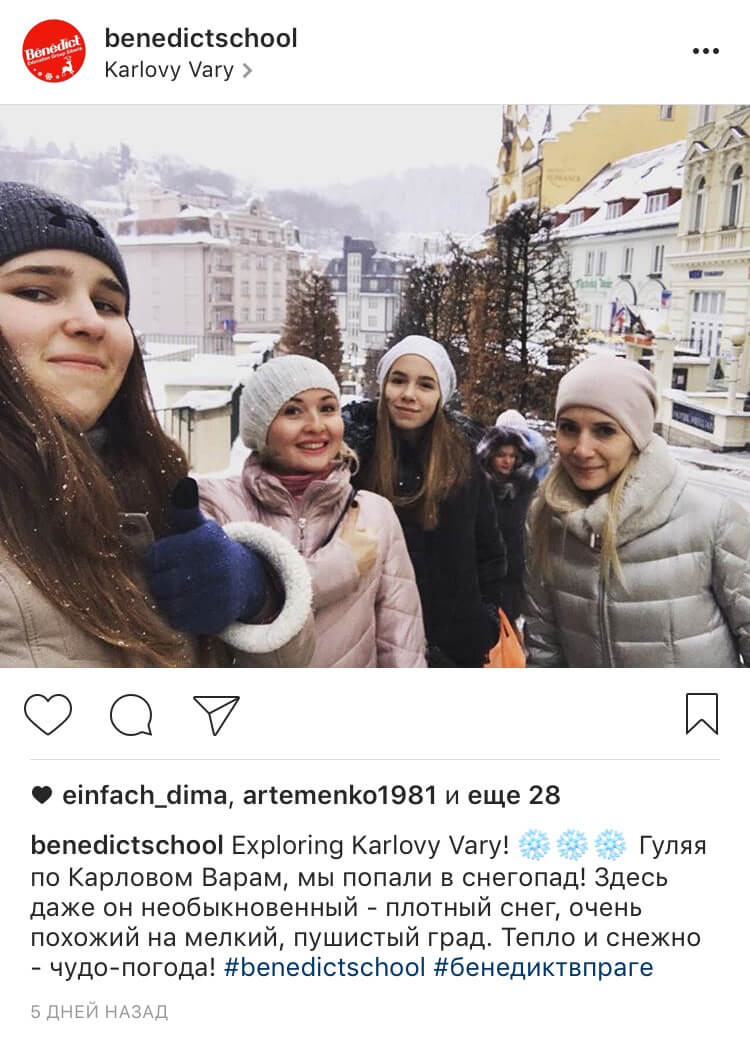 Bénédict
benedictschool
Karlovy Vary
einfach_dima, artemenko1981 и еще 28
benedictschool Exploring Karlovy Vary! ❄️❄️❄️ Гуляя
по Карловом Варам, мы попали в снегопад! Здесь
даже он необыкновенный - плотный снег, очень
похожий на мелкий, пушистый град. Тепло и снежно
- чудо-погода! #benedictschool #бенедиктвпраге
5 ДНЕЙ НАЗАД